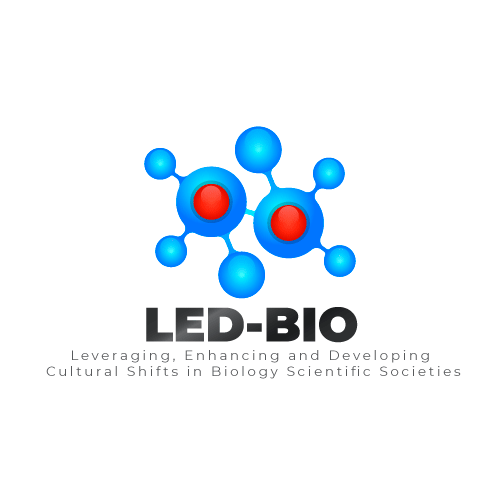 LED-BIO
Leveraging, Enhancing and Developing
Cultural Shifts in Biology Scientific Societies